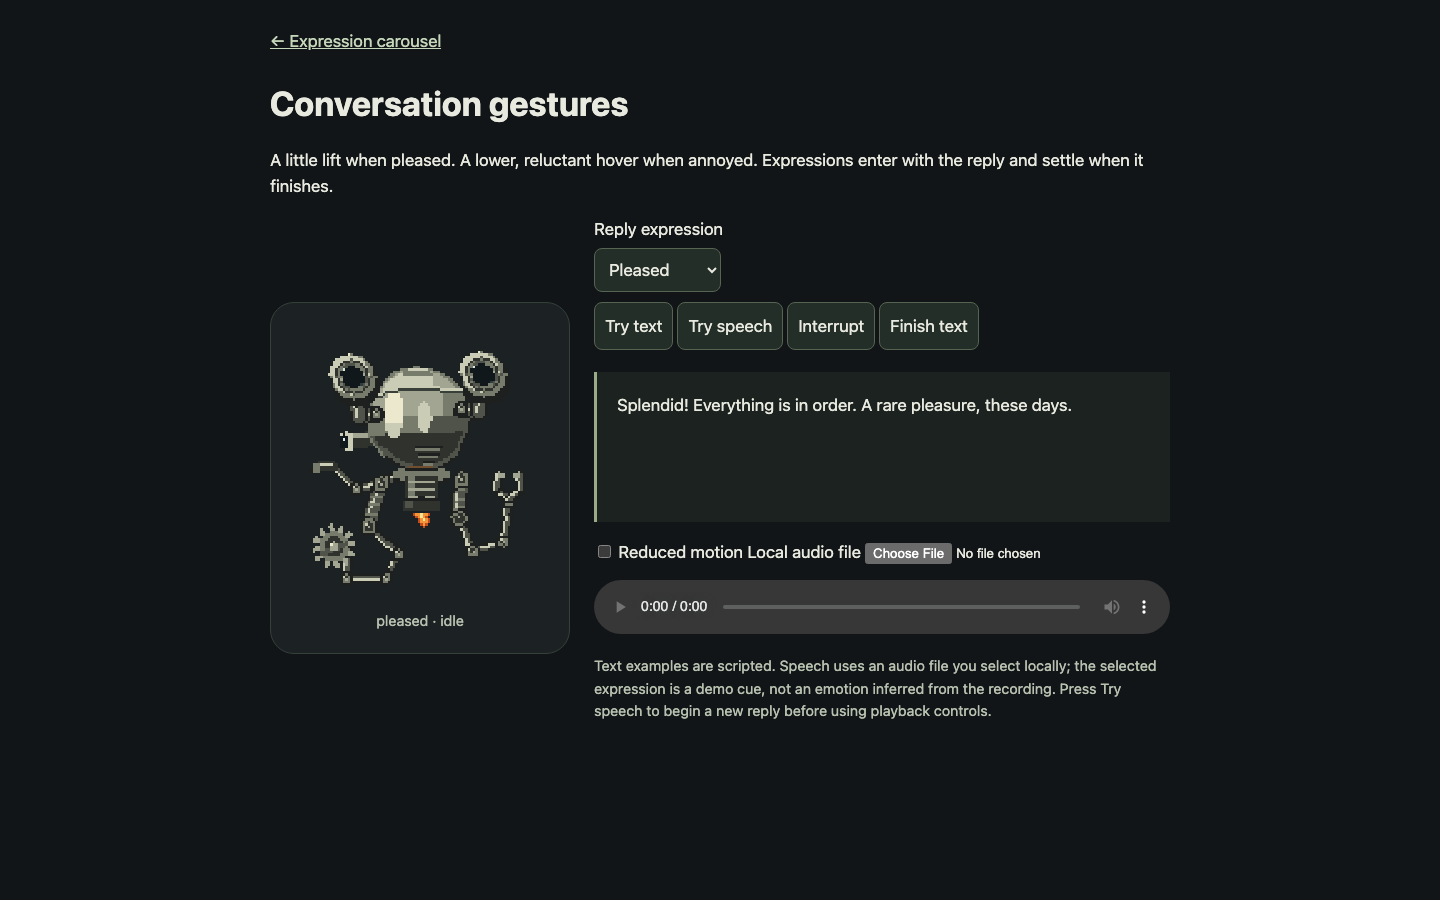 ← Expression carousel
Conversation gestures
A little lift when pleased. A lower, reluctant hover when annoyed. Expressions enter with the reply and settle when it
finishes.
Reply expression
Pleased
Try text Try speech Interrupt Finish text
Splendid! Everything is in order. A rare pleasure, these days.
Reduced motion Local audio file Choose File No file chosen
0:00 / 0:00
pleased · idle
Text examples are scripted. Speech uses an audio file you select locally; the selected
expression is a demo cue, not an emotion inferred from the recording. Press Try
speech to begin a new reply before using playback controls.